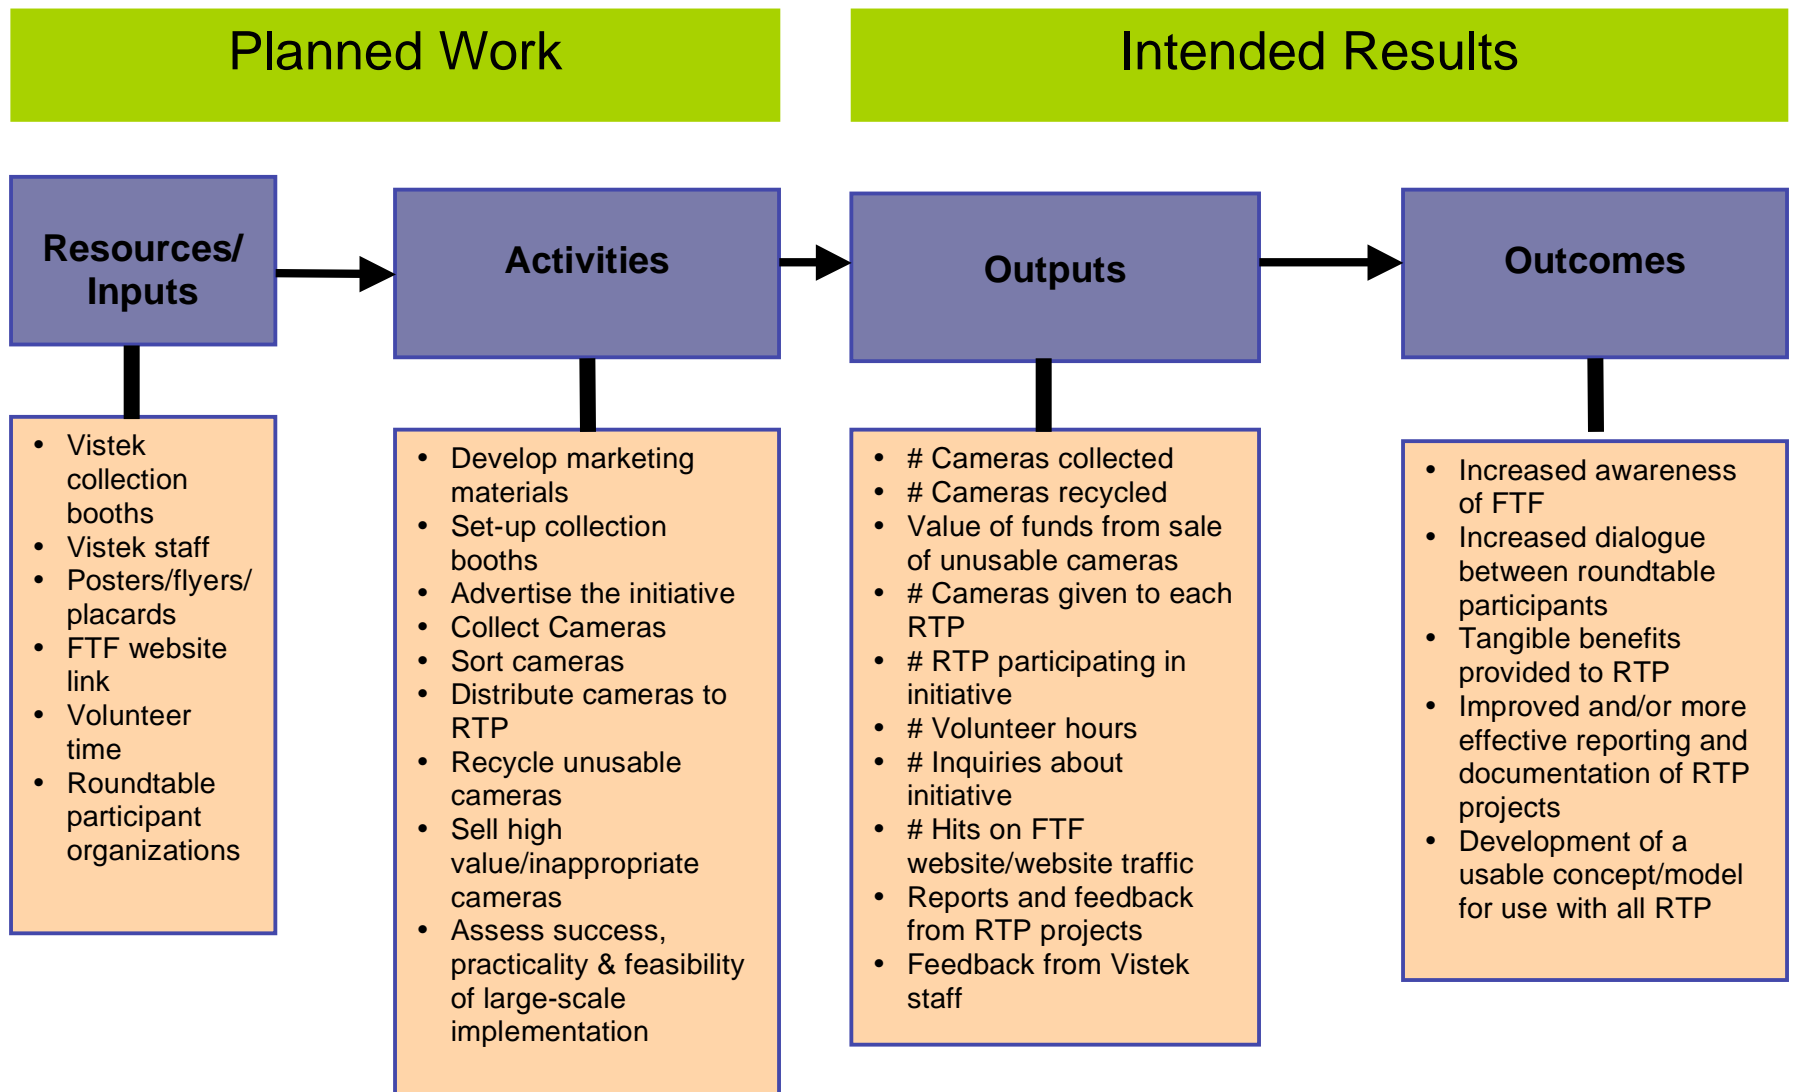 Planned Work
Intended Results
Resources/
Inputs
Activities
Outputs
Outcomes
• Vistek
collection
booths
• Vistek staff
• Posters/flyers/
placards
• FTF website
link
• Volunteer
time
• Roundtable
participant
organizations
• Develop marketing
materials
• Set-up collection
booths
• Advertise the initiative
• Collect Cameras
• Sort cameras
• Distribute cameras to
RTP
• Recycle unusable
cameras
• Sell high
value/inappropriate
cameras
• Assess success,
practicality & feasibility
of large-scale
implementation
• # Cameras collected
• # Cameras recycled
• Value of funds from sale
of unusable cameras
• # Cameras given to each
RTP
• # RTP participating in
initiative
• # Volunteer hours
• # Inquiries about
initiative
• # Hits on FTF
website/website traffic
• Reports and feedback
from RTP projects
• Feedback from Vistek
staff
• Increased awareness
of FTF
• Increased dialogue
between roundtable
participants
• Tangible benefits
provided to RTP
• Improved and/or more
effective reporting and
documentation of RTP
projects
• Development of a
usable concept/model
for use with all RTP